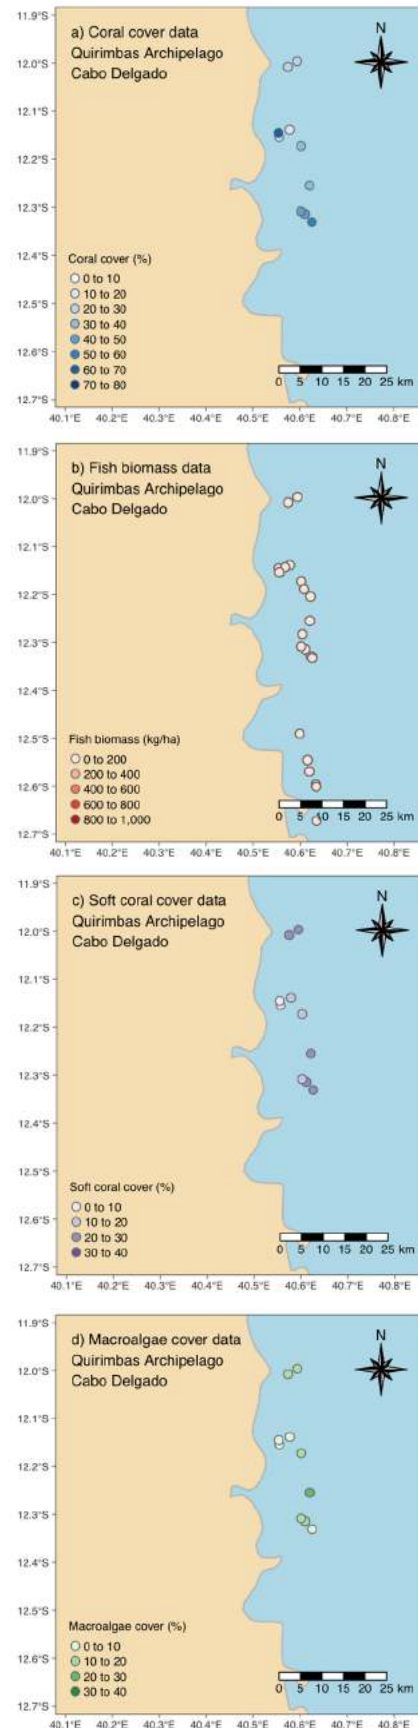 11.9°S
a) Coral cover data
Quirimbas Archipelago
Cabo Delgado
N
12.0°S
12.1°S
12.2°S
12.3°S
12.4°S
12.5°S
12.6°S
12.7°S
Coral cover (%)
0 to 10
10 to 20
20 to 30
30 to 40
40 to 50
50 to 60
60 to 70
70 to 80
0 5 10 15 20 25 km
40.1°E 40.2°E 40.3°E 40.4°E 40.5°E 40.6°E 40.7°E 40.8°E
11.9°S
b) Fish biomass data
Quirimbas Archipelago
Cabo Delgado
N
12.0°S
12.1°S
12.2°S
12.3°S
12.4°S
12.5°S
12.6°S
12.7°S
Fish biomass (kg/ha)
0 to 200
200 to 400
400 to 600
600 to 800
800 to 1,000
0 5 10 15 20 25 km
40.1°E 40.2°E 40.3°E 40.4°E 40.5°E 40.6°E 40.7°E 40.8°E
11.9°S
c) Soft coral cover data
Quirimbas Archipelago
Cabo Delgado
N
12.0°S
12.1°S
12.2°S
12.3°S
12.4°S
12.5°S
12.6°S
12.7°S
Soft coral cover (%)
0 to 10
10 to 20
20 to 30
30 to 40
0 5 10 15 20 25 km
40.1°E 40.2°E 40.3°E 40.4°E 40.5°E 40.6°E 40.7°E 40.8°E
11.9°S
d) Macroalgae cover data
Quirimbas Archipelago
Cabo Delgado
N
12.0°S
12.1°S
12.2°S
12.3°S
12.4°S
12.5°S
12.6°S
12.7°S
Macroalgae cover (%)
0 to 10
10 to 20
20 to 30
30 to 40
0 5 10 15 20 25 km
40.1°E 40.2°E 40.3°E 40.4°E 40.5°E 40.6°E 40.7°E 40.8°E